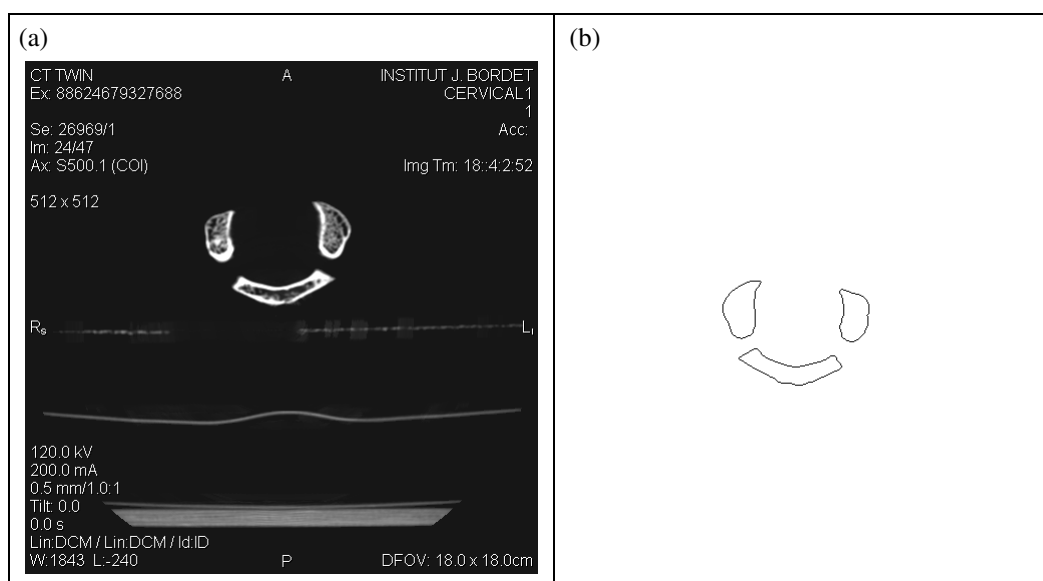 (a)
(b)
CT TWIN
A
INSTITUT J. BORDET
Ex: 88624679327688
CERVICAL1
1
Se: 26969/1
Acc:
Im: 24/47
Ax: S500.1 (COI)
Img Tm: 18::4:2:52
512 x 512
Rs
LI
120.0 kV
200.0 mA
0.5 mm/1.0:1
Tilt: 0.0
0.0 s
Lin:DCM / Lin:DCM / Id:ID
W:1843 L:-240
P
DFOV: 18.0 x 18.0cm